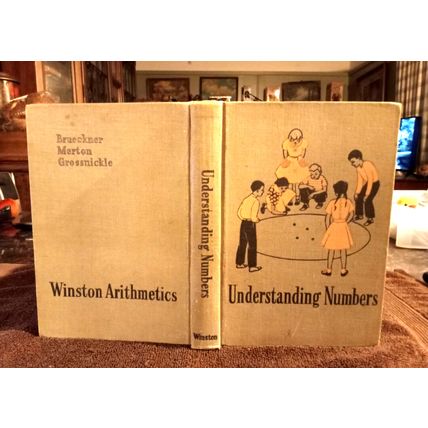 Brueckner
Merton
Grossnickle
Winston Arithmetics
Understanding Numbers
Winston
Understanding Numbers